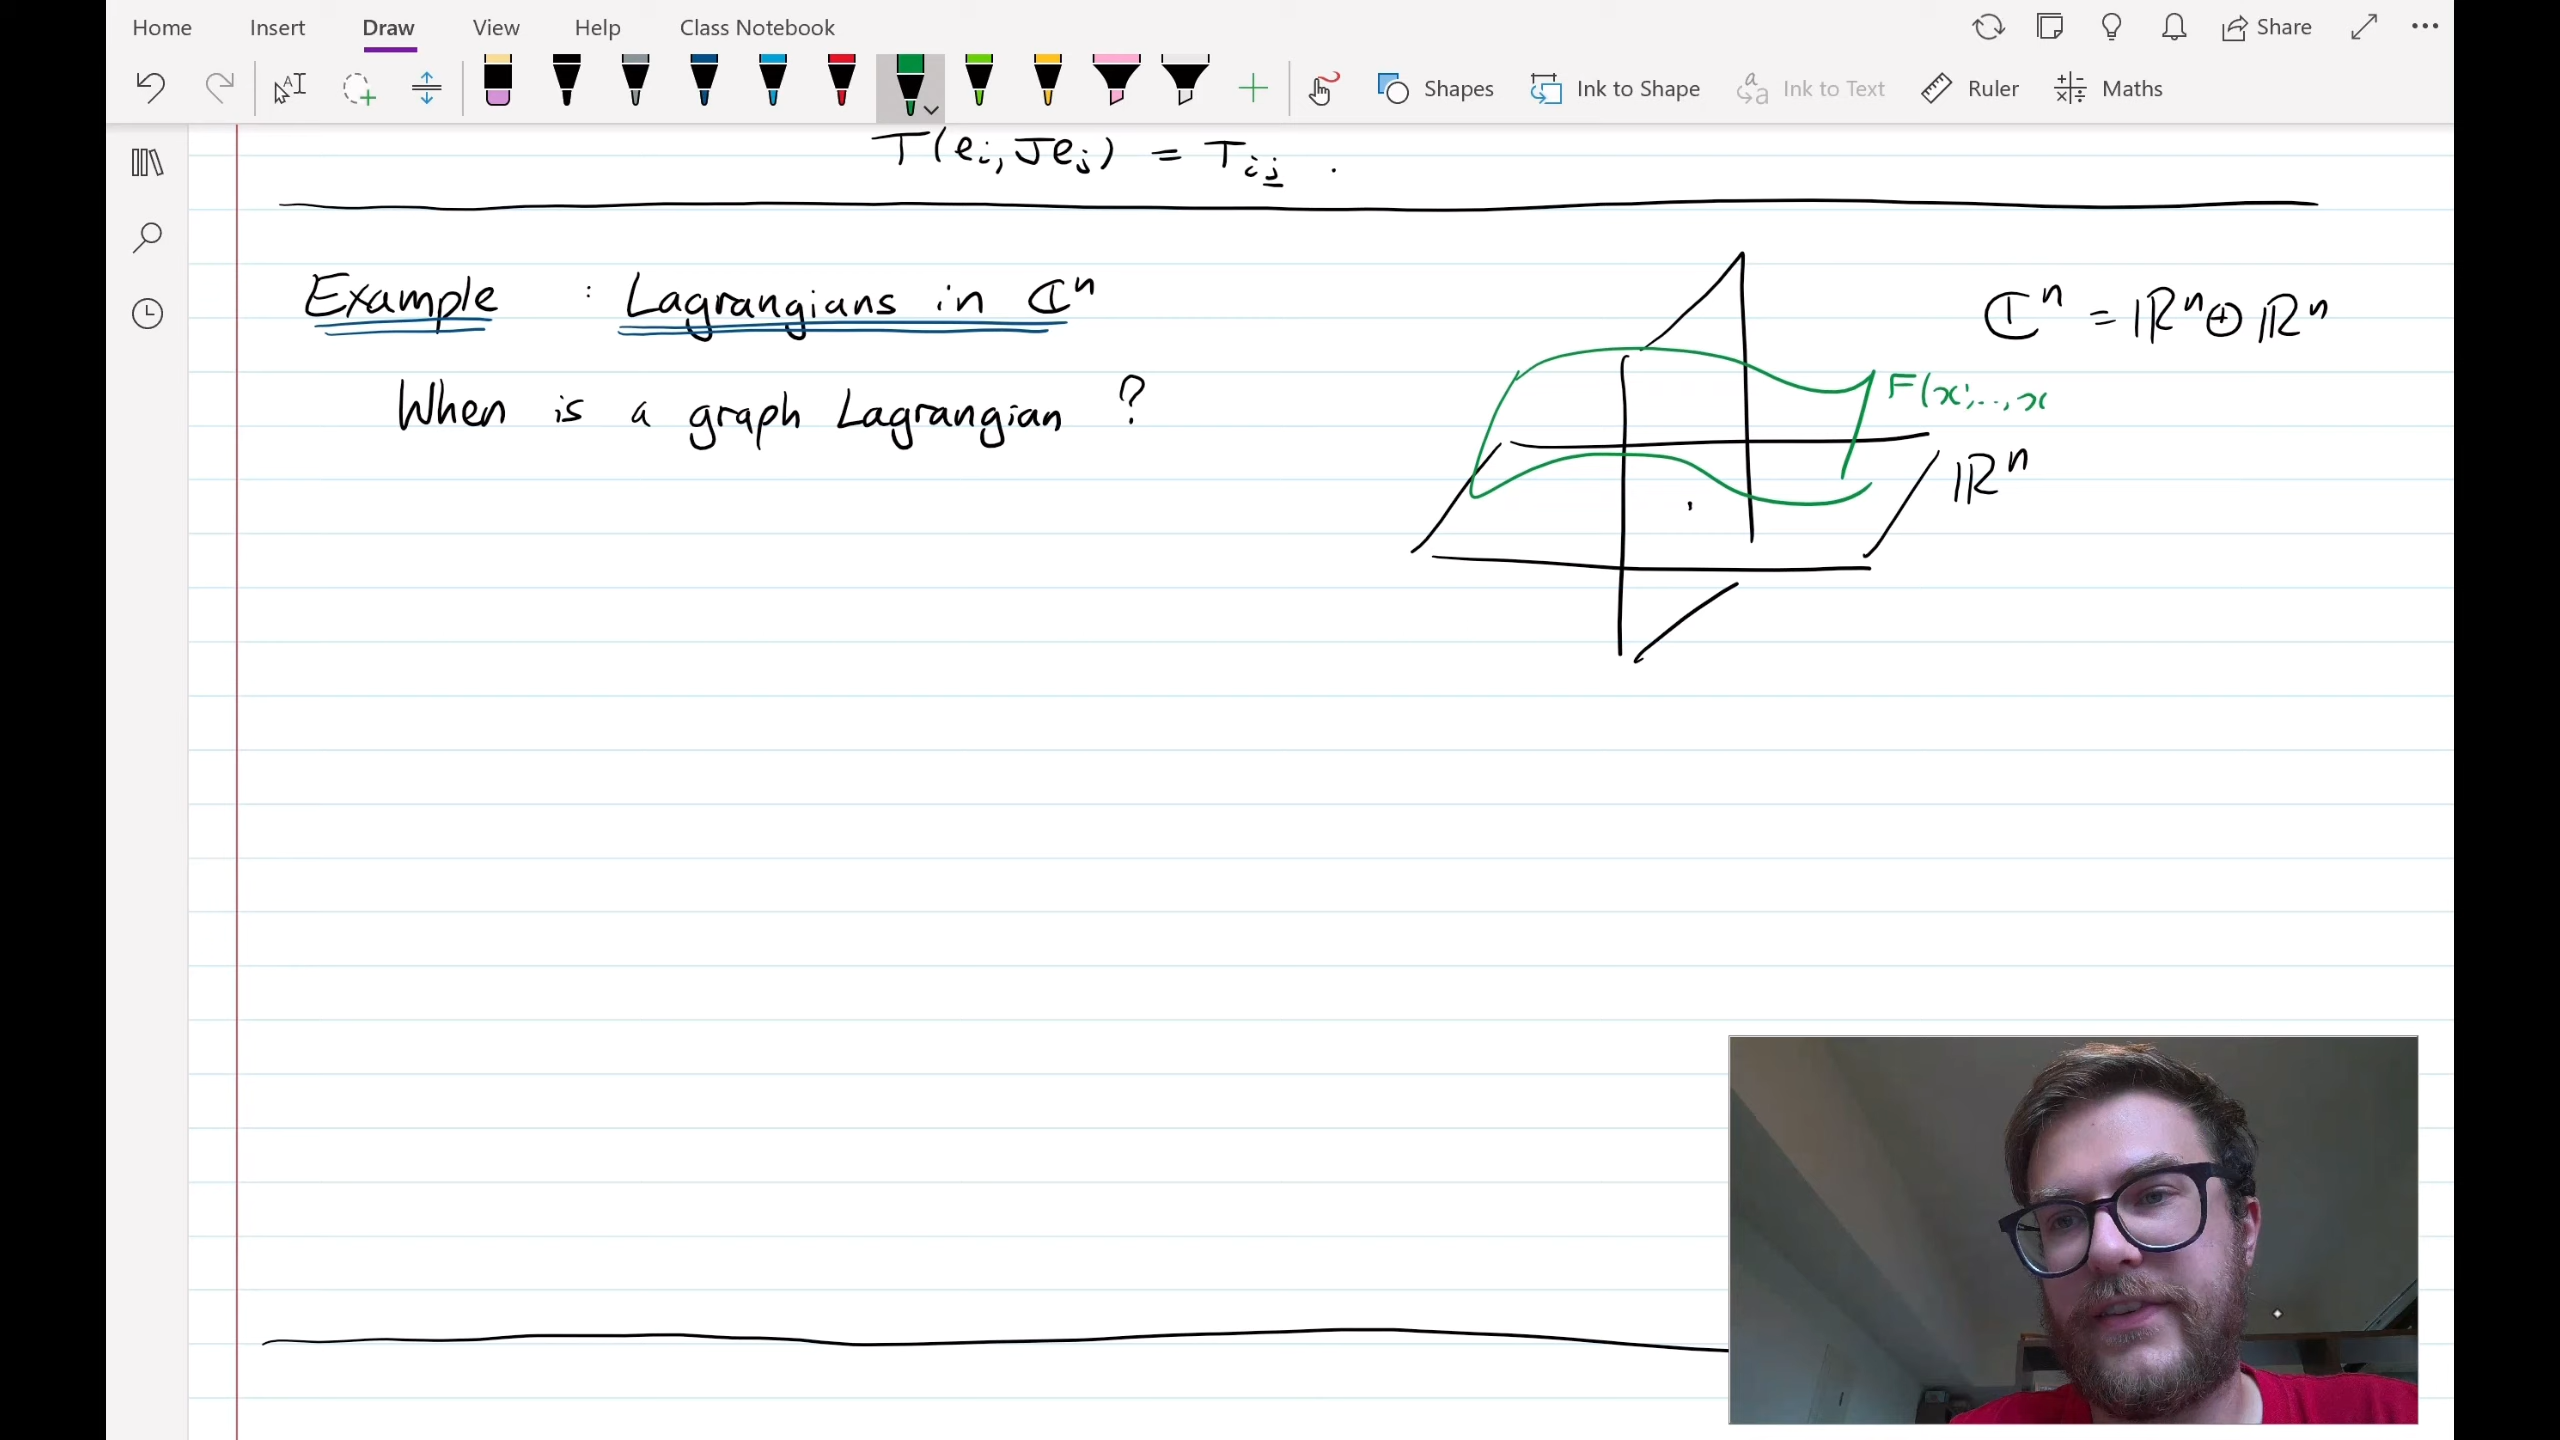 Home Insert Draw View Help Class Notebook Share
Shapes Ink to Shape Ink to Text Ruler Maths
T(eᵢ, Jeⱼ) = Tᵢⱼ̲ .
Example : Lagrangians in ℂⁿ
ℂⁿ = ℝⁿ ⊕ ℝⁿ
When is a graph Lagrangian ?
F(x¹,..,x
ℝⁿ